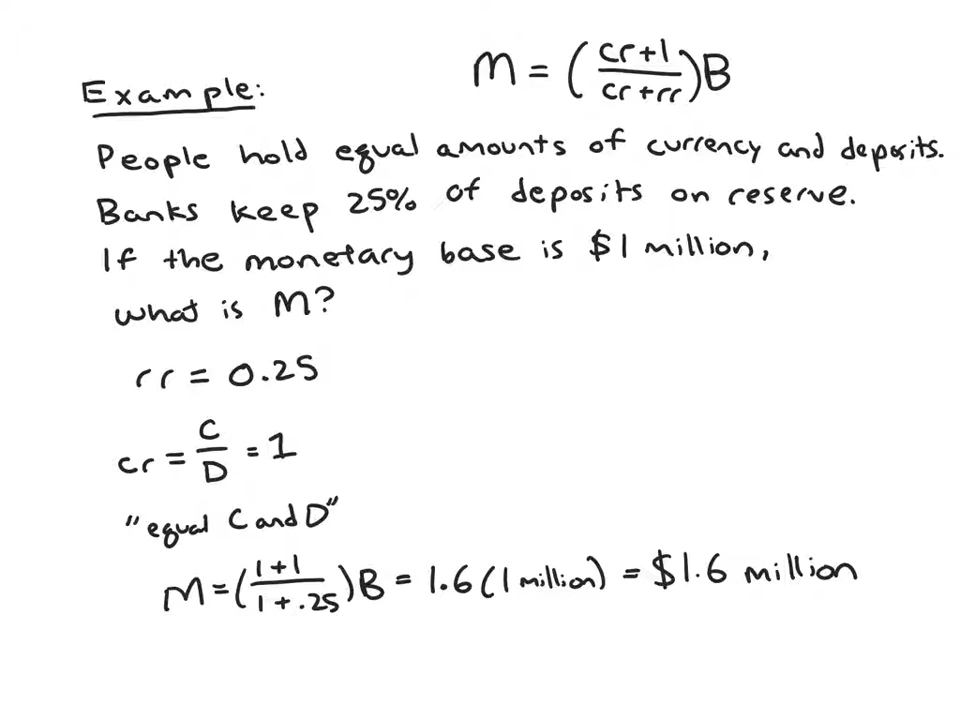 M = (cr+1 / cr+rr)B
Example:
People hold equal amounts of currency and deposits.
Banks keep 25% of deposits on reserve.
If the monetary base is $1 million,
what is M?
rr = 0.25
cr = C/D = 1
"equal C and D"
M = (1+1 / 1+.25)B = 1.6(1 million) = $1.6 million